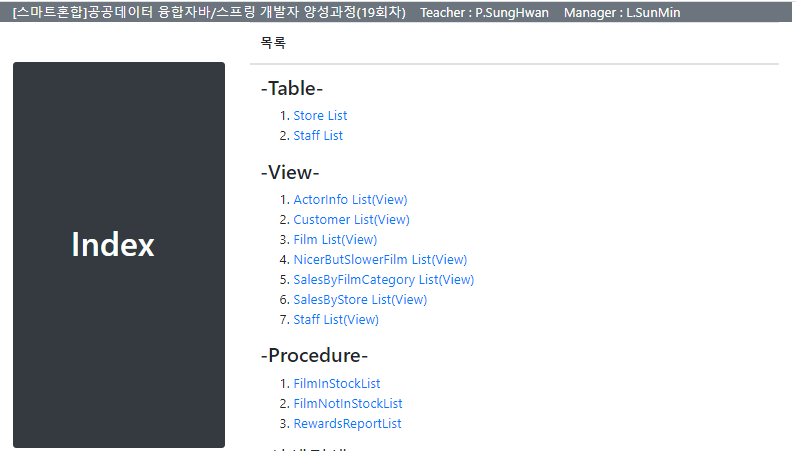 [스마트혼합]공공데이터 융합자바/스프링 개발자 양성과정(19회차) Teacher : P.SungHwan Manager : L.SunMin
목록
Index
-Table-
1. Store List
2. Staff List
-View-
1. ActorInfo List(View)
2. Customer List(View)
3. Film List(View)
4. NicerButSlowerFilm List(View)
5. SalesByFilmCategory List(View)
6. SalesByStore List(View)
7. Staff List(View)
-Procedure-
1. FilmInStockList
2. FilmNotInStockList
3. RewardsReportList